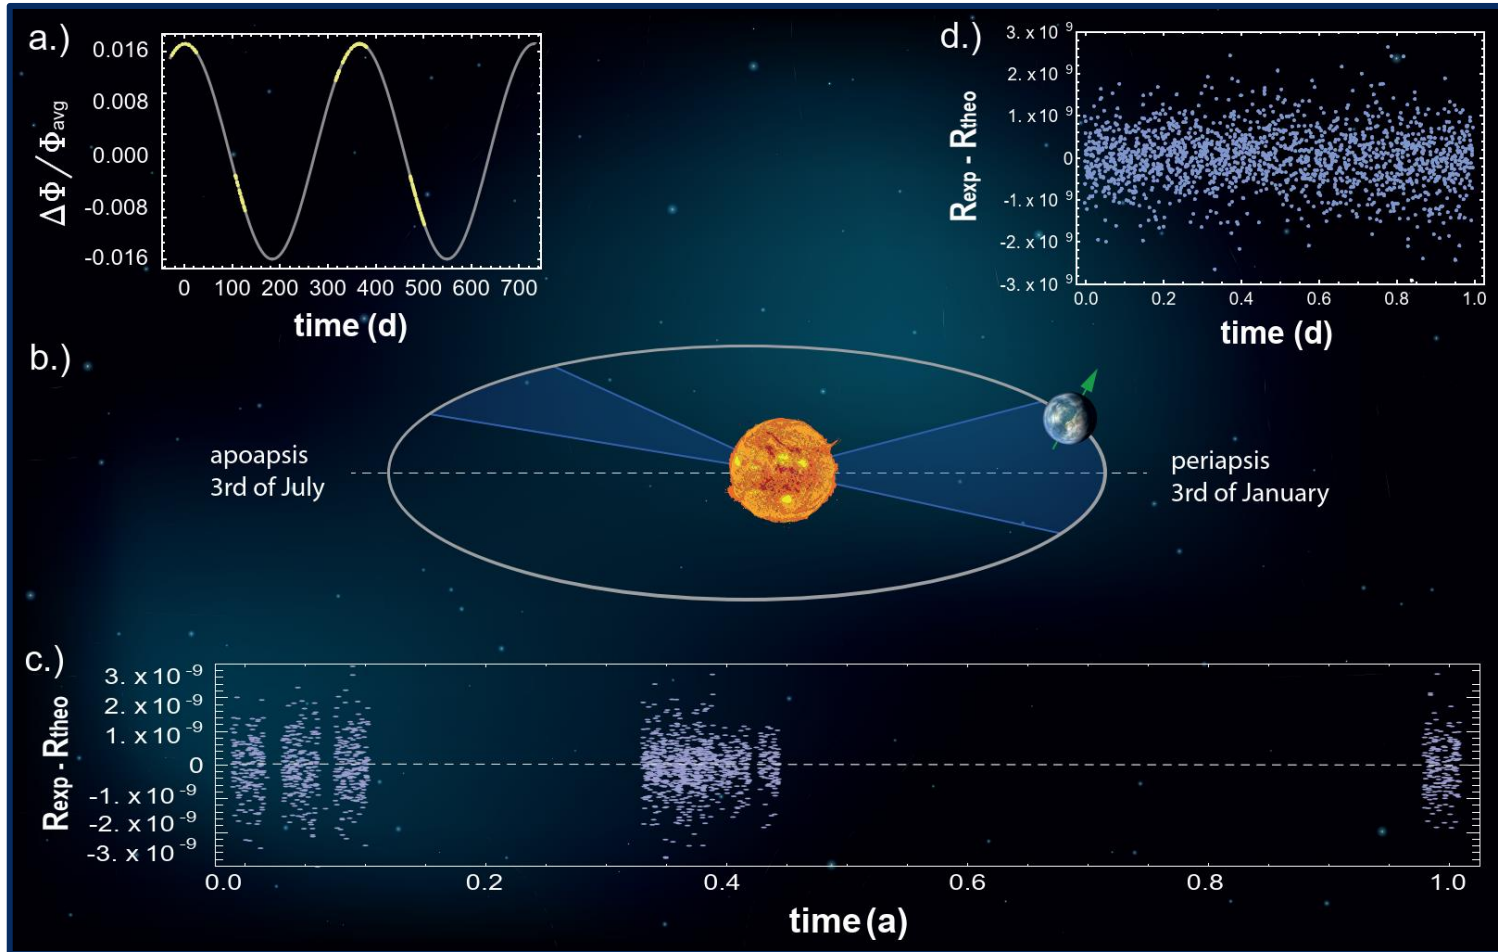 a.)
0.016
0.008
0.000
-0.008
-0.016
ΔΦ/Φavg
0 100 200 300 400 500 600 700
time (d)
d.)
3. x 10 9
2. x 10 9
1. x 10 9
0
-1. x 10 9
-2. x 10 9
-3. x 10 9
Rexp - Rtheo
0.0 0.2 0.4 0.6 0.8 1.0
time (d)
b.)
apoapsis
3rd of July
periapsis
3rd of January
c.)
3. x 10 -9
2. x 10 -9
1. x 10 -9
0
-1. x 10 -9
-2. x 10 -9
-3. x 10 -9
Rexp - Rtheo
0.0 0.2 0.4 0.6 0.8 1.0
time (a)